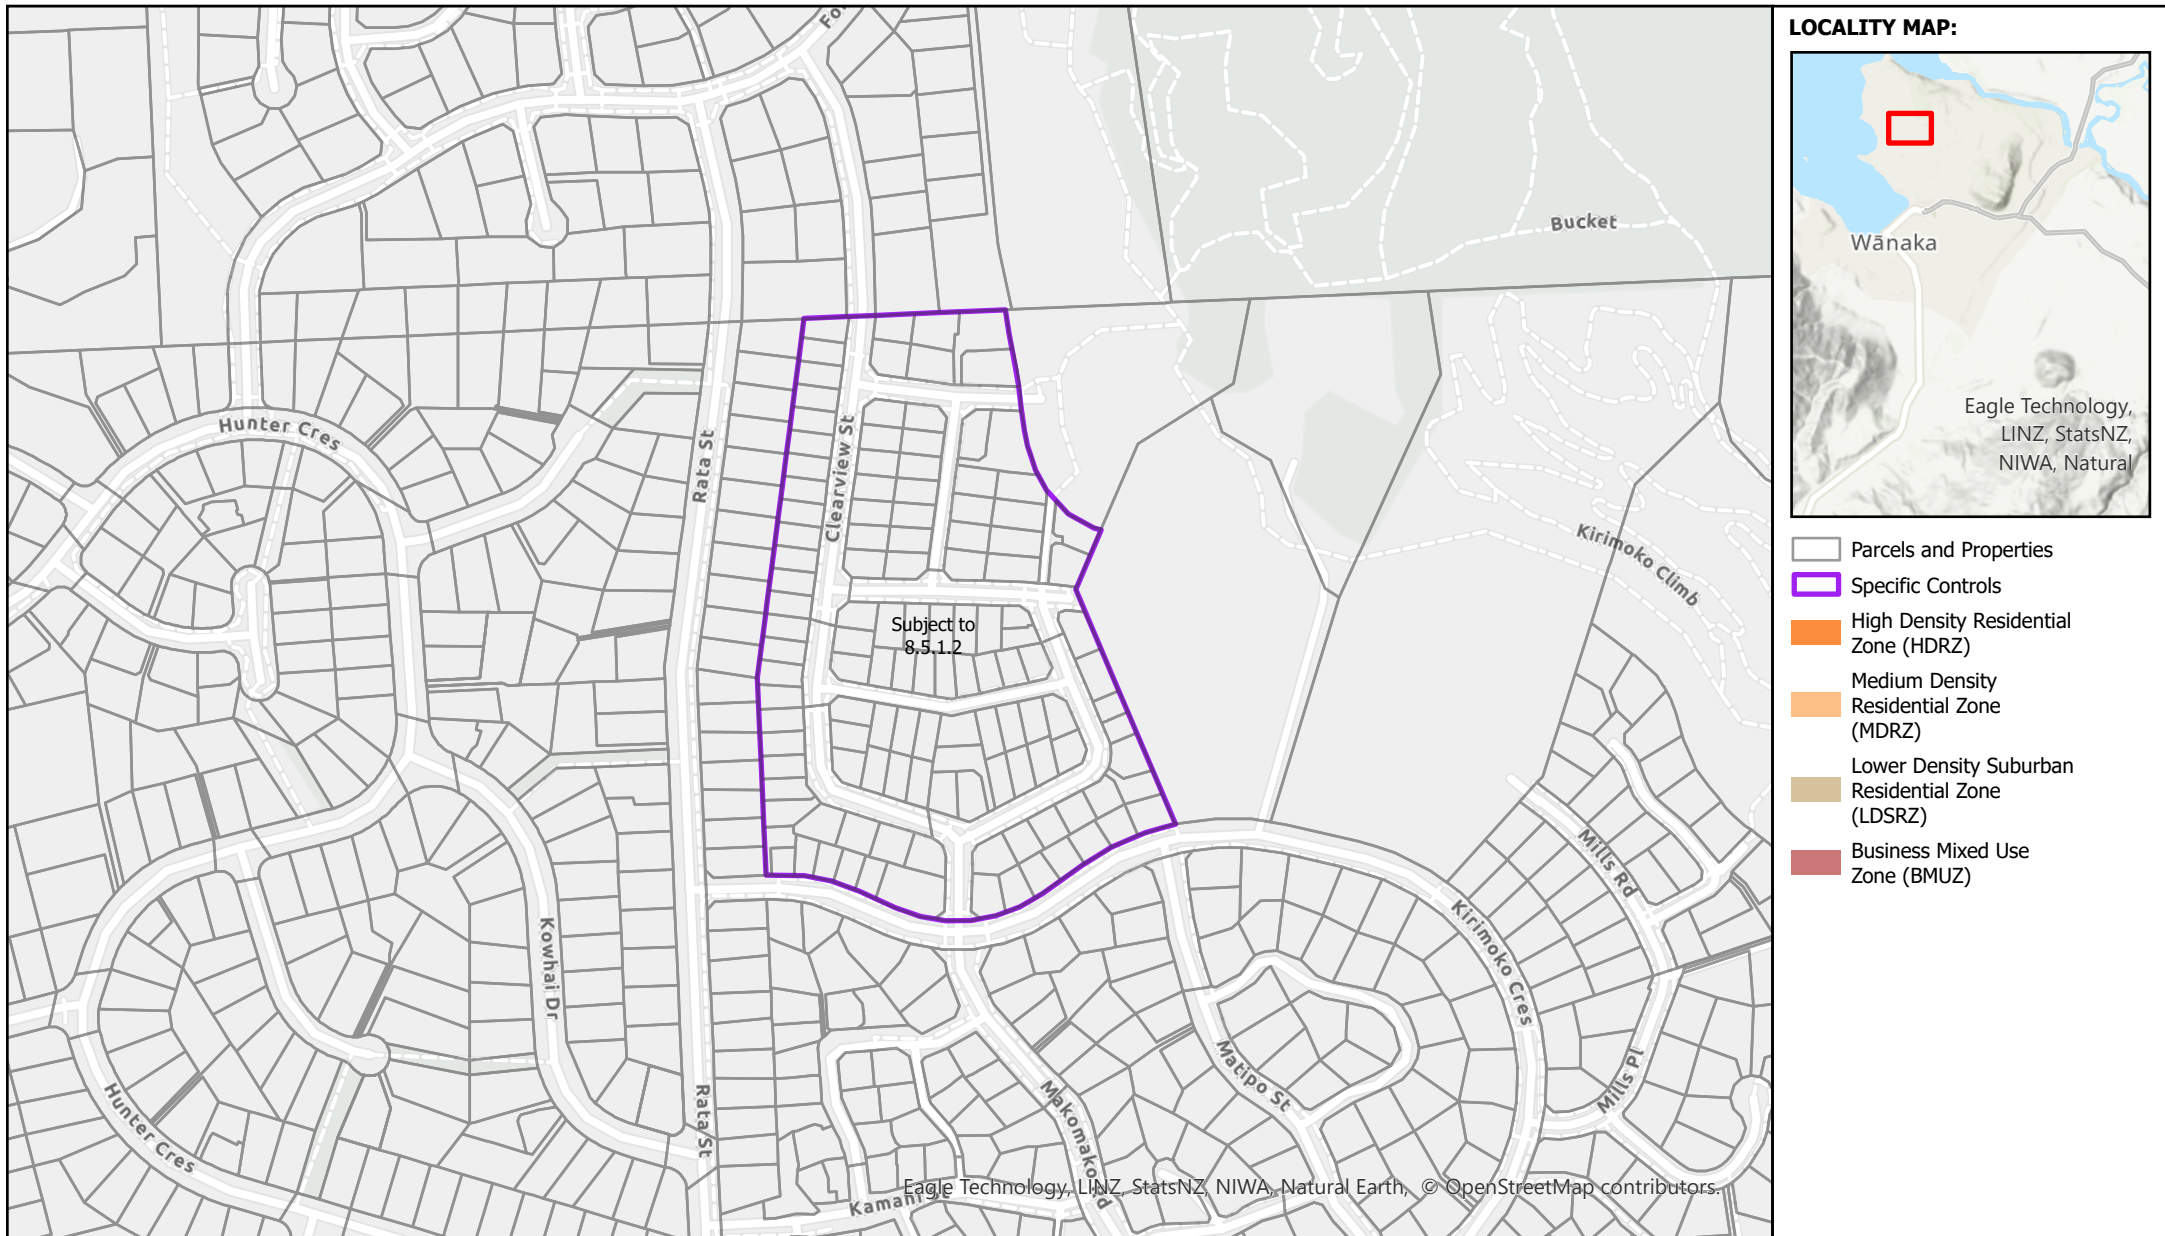 Bucket
Hunter Cres
Rata St
Clearview St
Kirimoko Climb
Subject to
8.5.1.2
Mills Rd
Kirimoko Cres
Kowhai Dr
Matipo St
Mills Pl
Makomako Rd
Hunter Cres
Rata St
Eagle Technology, LINZ, StatsNZ, NIWA, Natural Earth, © OpenStreetMap contributors.
LOCALITY MAP:
Wānaka
Eagle Technology,
LINZ, StatsNZ,
NIWA, Natural
Parcels and Properties
Specific Controls
High Density Residential
Zone (HDRZ)
Medium Density
Residential Zone
(MDRZ)
Lower Density Suburban
Residential Zone
(LDSRZ)
Business Mixed Use
Zone (BMUZ)